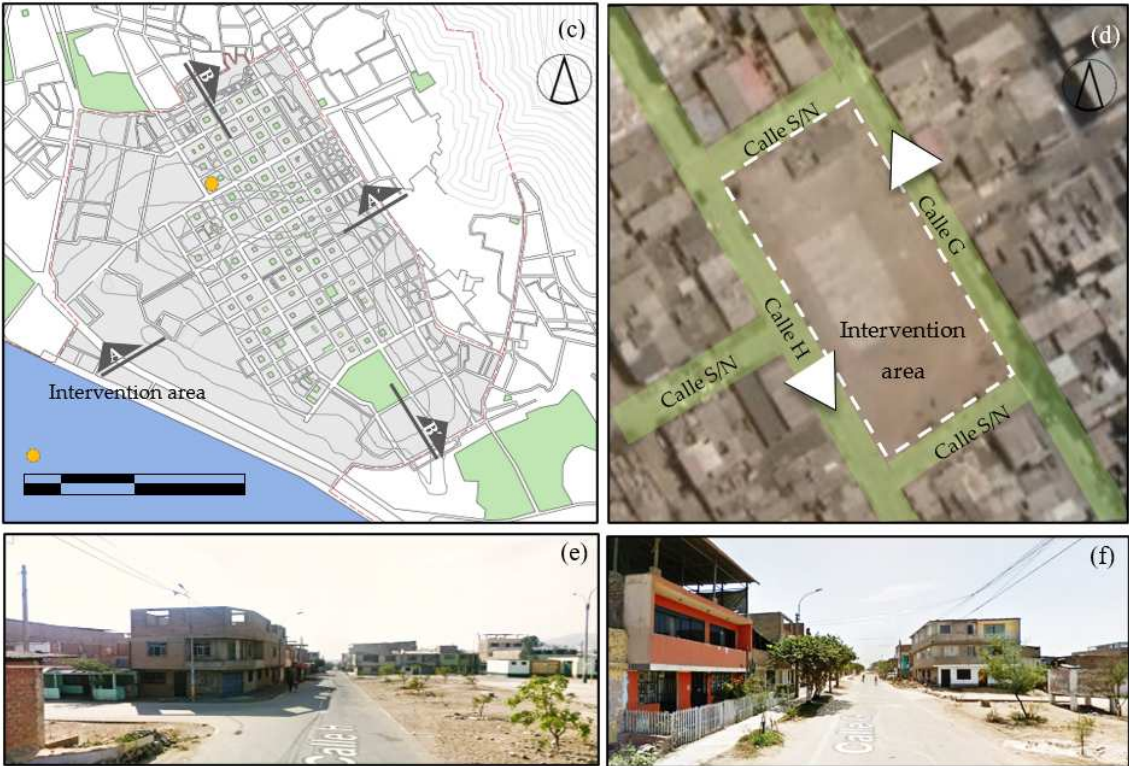 (c)
B
A'
A
Intervention area
B'
(d)
Calle S/N
Calle G
Calle H
Intervention
area
Calle S/N
Calle S/N
(e)
Calle H
(f)